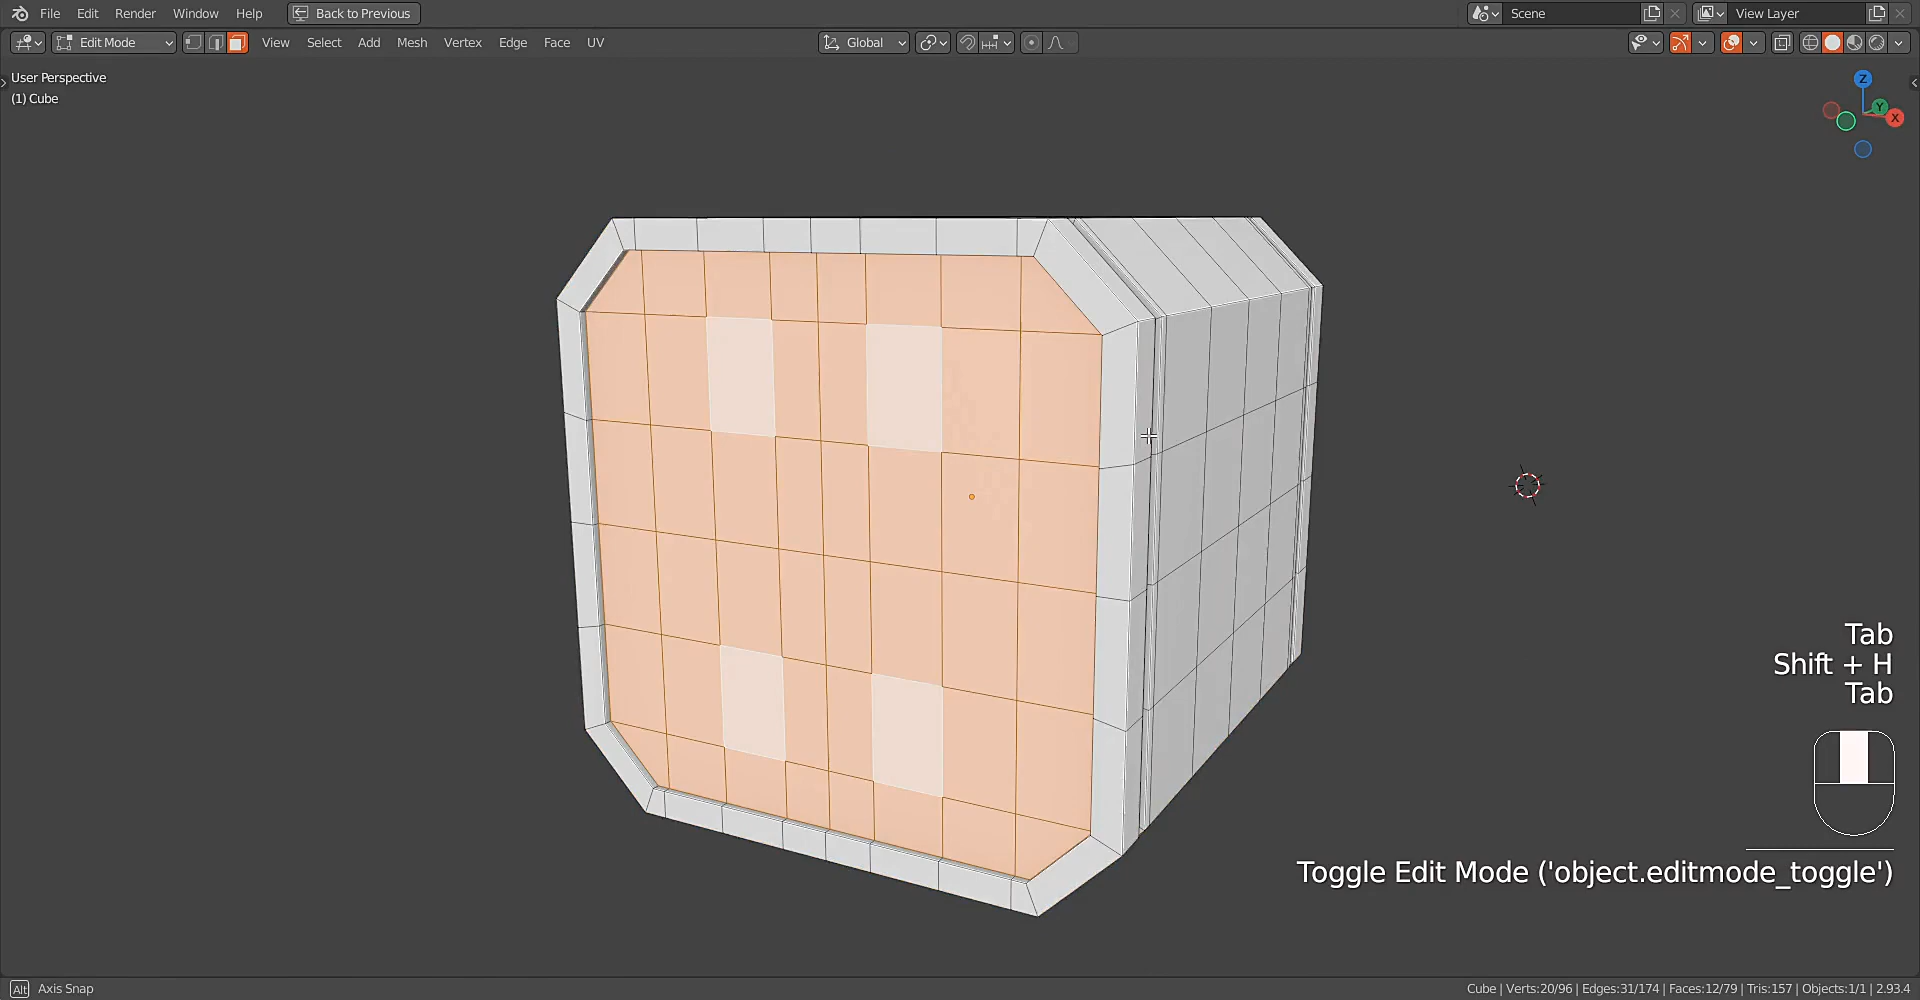 File Edit Render Window Help Back to Previous Scene View Layer
Edit Mode View Select Add Mesh Vertex Edge Face UV Global
User Perspective
(1) Cube
Z
Y
X
Tab
Shift + H
Tab
Toggle Edit Mode ('object.editmode_toggle')
Alt Axis Snap Cube | Verts:20/96 | Edges:31/174 | Faces:12/79 | Tris:157 | Objects:1/1 | 2.93.4